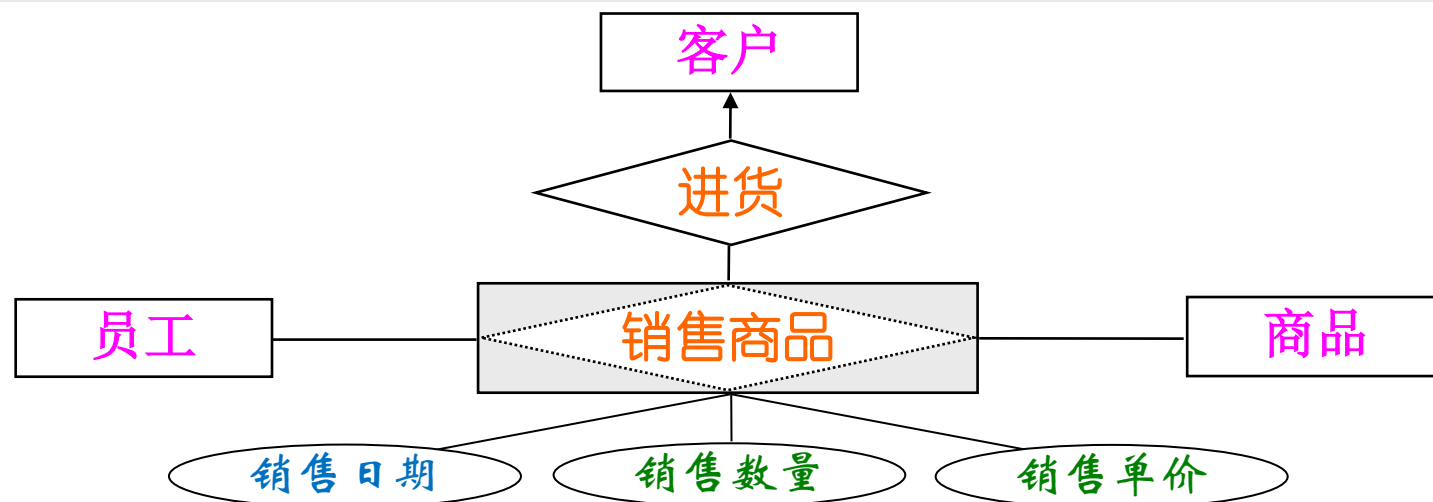 客户
进货
员工
销售商品
商品
销售日期
销售数量
销售单价